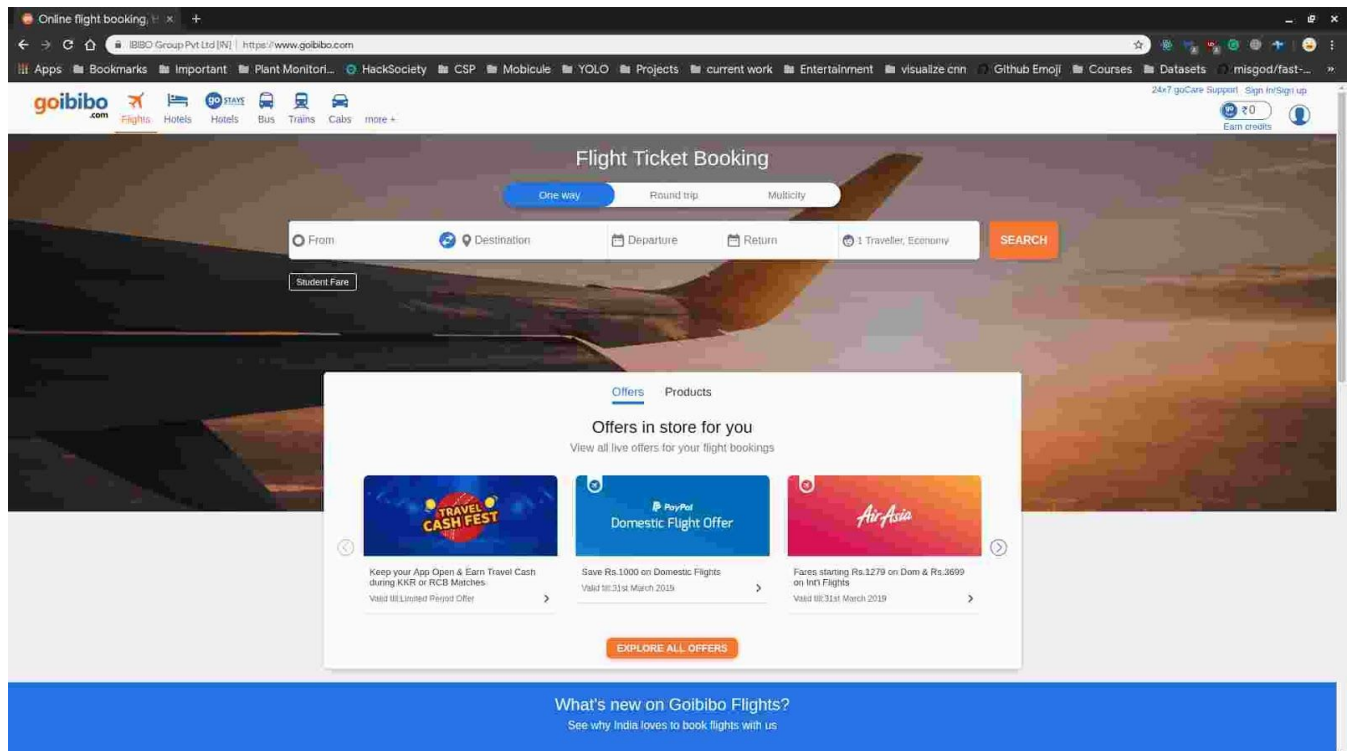 Online flight booking, H
IBIBO Group Pvt Ltd [IN] | https://www.goibibo.com
Apps Bookmarks Important Plant Monitori... HackSociety CSP Mobicule YOLO Projects current work Entertainment visualize cnn Github Emoji Courses Datasets misgod/fast-... »
24x7 goCare Support Sign In/Sign up
goibibo
.com
go STAYS
Flights Hotels Hotels Bus Trains Cabs more +
₹0
Earn credits
Flight Ticket Booking
One way Round trip Multicity
From Destination Departure Return 1 Traveller, Economy SEARCH
Student Fare
Offers Products
Offers in store for you
View all live offers for your flight bookings
TRAVEL
CASH FEST
PayPal
Domestic Flight Offer
AirAsia
Keep your App Open & Earn Travel Cash
during KKR or RCB Matches
Valid till:Limited Period Offer
Save Rs.1000 on Domestic Flights
Valid till:31st March 2019
Fares starting Rs.1279 on Dom & Rs.3699
on Int'l Flights
Valid till:31st March 2019
EXPLORE ALL OFFERS
What's new on Goibibo Flights?
See why India loves to book flights with us